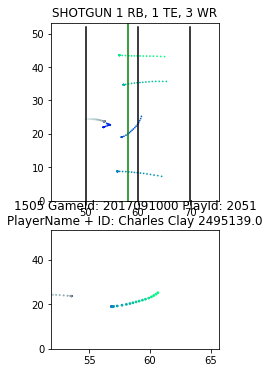 SHOTGUN 1 RB, 1 TE, 3 WR
50
40
30
20
10
0
50 60 70
1505 GameId: 2017091000 PlayId: 2051
PlayerName + ID: Charles Clay 2495139.0
40
20
0
55 60 65